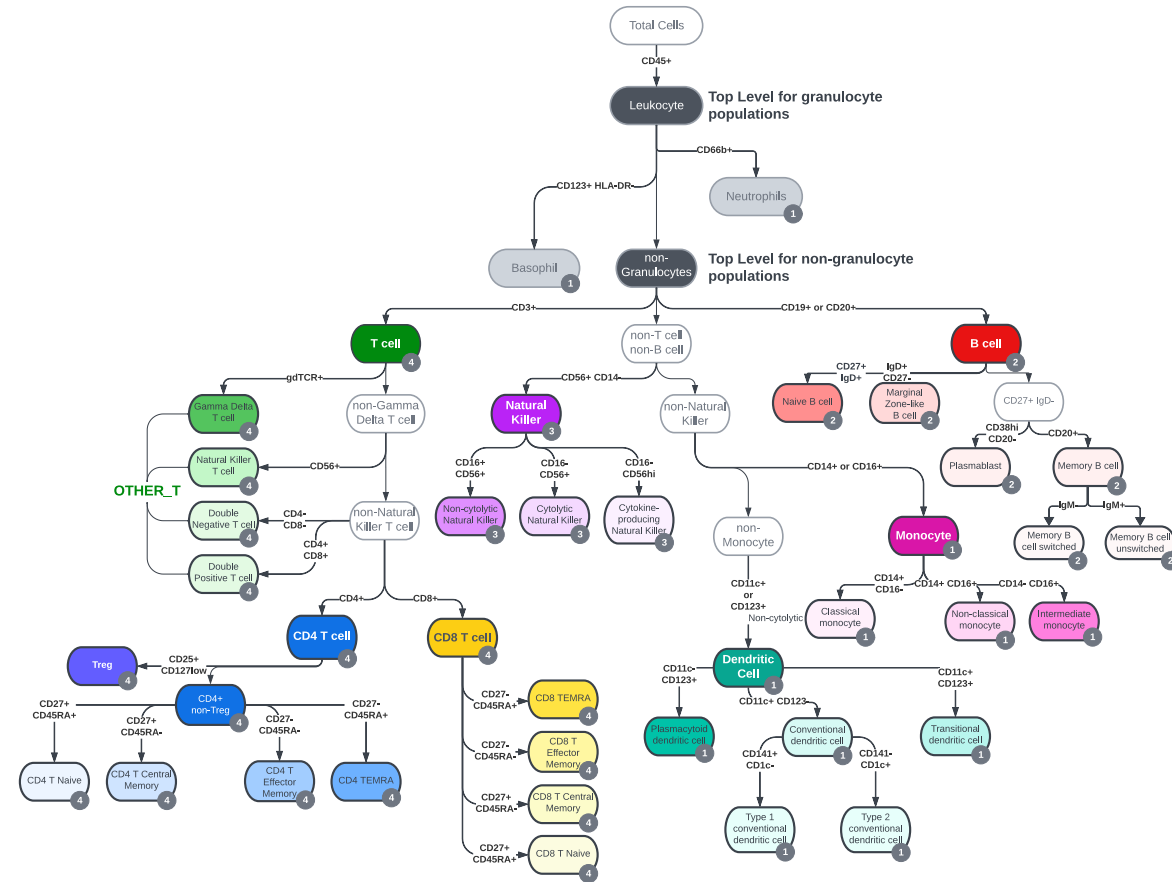 Total Cells
CD45+
Leukocyte
Top Level for granulocyte
populations
CD66b+
CD123+ HLA-DR-
Neutrophils
1
Basophil
1
non-
Granulocytes
Top Level for non-granulocyte
populations
CD3+
CD19+ or CD20+
T cell
4
non-T cell
non-B cell
B cell
2
gdTCR+
CD56+ CD14-
CD27+
IgD+
IgD+
CD27-
Gamma Delta
T cell
4
non-Gamma
Delta T cell
Natural
Killer
3
non-Natural
Killer
Naive B cell
2
Marginal
Zone-like
B cell
2
CD27+ IgD-
CD38hi
CD20-
CD20+
Natural Killer
T cell
4
CD56+
CD16+
CD56+
CD16-
CD56+
CD16-
CD56hi
CD14+ or CD16+
Plasmablast
2
Memory B cell
2
OTHER_T
Double
Negative T cell
4
CD4-
CD8-
non-Natural
Killer T cell
Non-cytolytic
Natural Killer
3
Cytolytic
Natural Killer
3
Cytokine-
producing
Natural Killer
3
IgM-
IgM+
CD4+
CD8+
non-
Monocyte
Monocyte
1
Memory B
cell switched
2
Memory B cell
unswitched
2
Double
Positive T cell
4
CD11c+
or
CD123+
Non-cytolytic
CD14+
CD16-
CD14+ CD16+
CD14- CD16+
CD4+
CD8+
Classical
monocyte
1
Non-classical
monocyte
1
Intermediate
monocyte
1
CD4 T cell
4
CD8 T cell
4
Treg
4
CD25+
CD127low
Dendritic
Cell
1
CD11c-
CD123+
CD11c+ CD123-
CD11c+
CD123+
CD27+
CD45RA+
CD27+
CD45RA-
CD4+
non-Treg
4
CD27-
CD45RA-
CD27-
CD45RA+
CD27-
CD45RA+
CD8 TEMRA
4
Plasmacytoid
dendritic cell
1
Conventional
dendritic cell
1
Transitional
dendritic cell
1
CD27-
CD45RA-
CD8 T
Effector
Memory
4
CD141+
CD1c-
CD141-
CD1c+
CD4 T Naive
4
CD4 T Central
Memory
4
CD4 T
Effector
Memory
4
CD4 TEMRA
4
CD27+
CD45RA-
CD8 T Central
Memory
4
Type 1
conventional
dendritic cell
1
Type 2
conventional
dendritic cell
1
CD27+
CD45RA+
CD8 T Naive
4